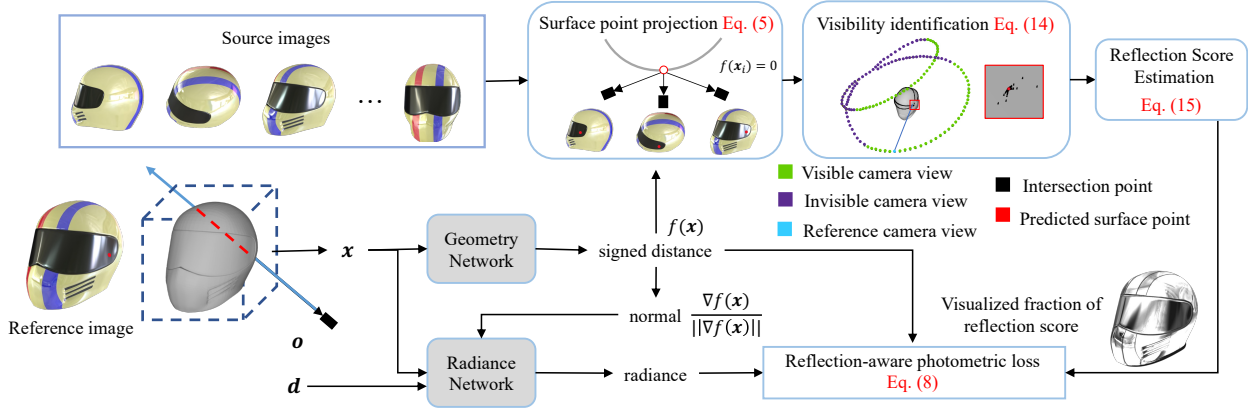 Source images
...
Surface point projection Eq. (5)
f(𝒙ᵢ) = 0
Visibility identification Eq. (14)
Reflection Score
Estimation
Eq. (15)
Visible camera view
Invisible camera view
Reference camera view
Intersection point
Predicted surface point
Reference image
𝒙
𝒐
𝒅
Geometry
Network
f(𝒙)
signed distance
normal ∇f(𝒙) / ||∇f(𝒙)||
Radiance
Network
radiance
Visualized fraction of
reflection score
Reflection-aware photometric loss
Eq. (8)